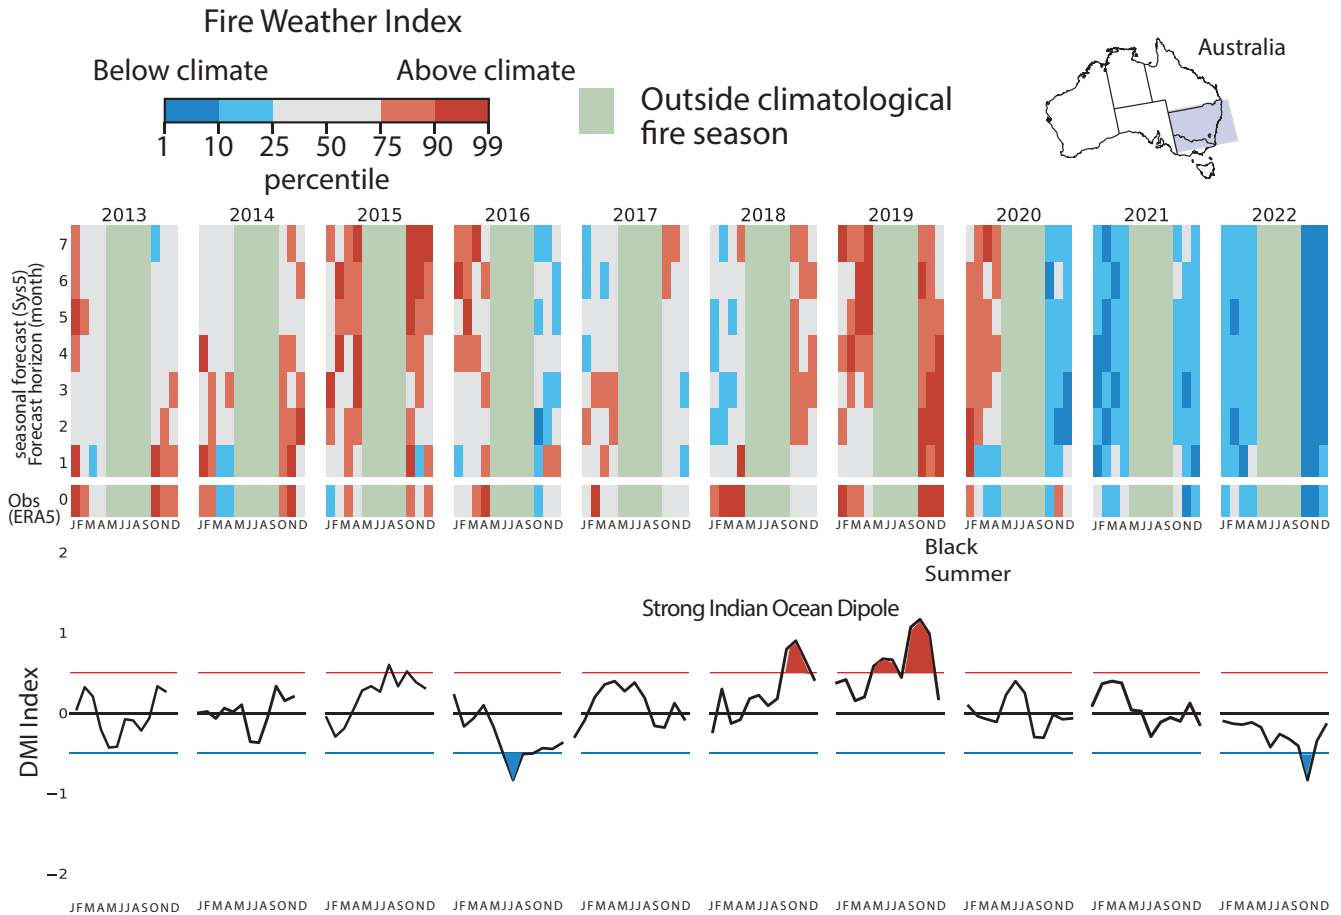 Fire Weather Index
Below climate
Above climate
1 10 25 50 75 90 99
percentile
Outside climatological
fire season
Australia
2013 2014 2015 2016 2017 2018 2019 2020 2021 2022
seasonal forecast (Sys5)
Forecast horizon (month)
7
6
5
4
3
2
1
Obs
(ERA5)
0
JFMAMJJASOND JFMAMJJASOND JFMAMJJASOND JFMAMJJASOND JFMAMJJASOND JFMAMJJASOND JFMAMJJASOND JFMAMJJASOND JFMAMJJASOND JFMAMJJASOND
Black
Summer
Strong Indian Ocean Dipole
DMI Index
2
1
0
−1
−2
JFMAMJJASOND JFMAMJJASOND JFMAMJJASOND JFMAMJJASOND JFMAMJJASOND JFMAMJJASOND JFMAMJJASOND JFMAMJJASOND JFMAMJJASOND JFMAMJJASOND